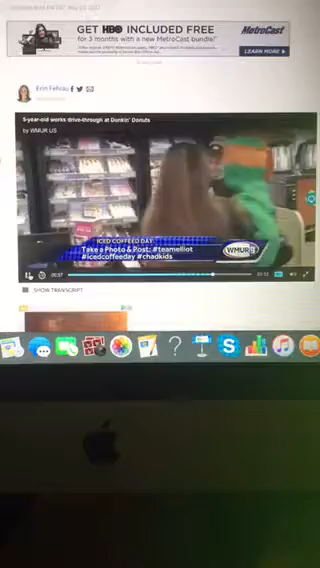 GET HBO INCLUDED FREE
for 3 months with a new MetroCast bundle!
MetroCast
LEARN MORE
Erin Fehlau
5-year-old works drive-through at Dunkin' Donuts
by WMUR US
ICED COFFEE DAY
Take a Photo & Post: #teamelliot
#icedcoffeeday #chadkids
WMUR
00:57
SHOW TRANSCRIPT